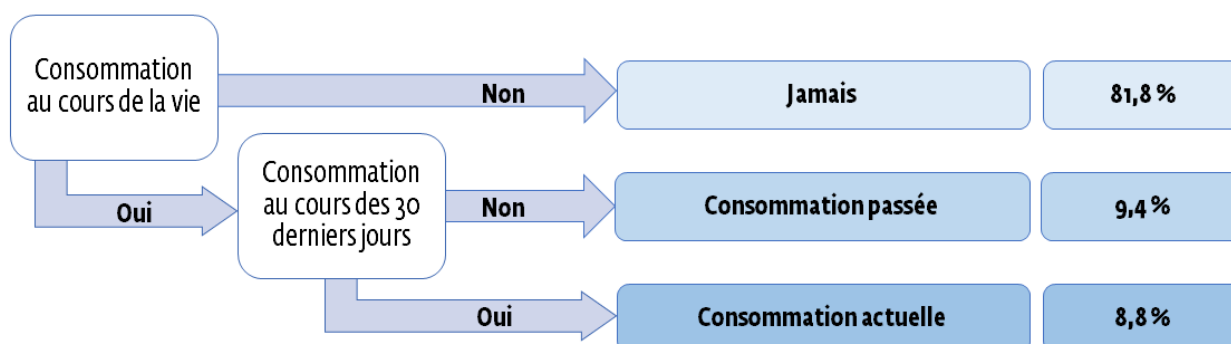 Consommation
au cours de la vie
Non
Jamais
81,8 %
Oui
Consommation
au cours des 30
derniers jours
Non
Consommation passée
9,4 %
Oui
Consommation actuelle
8,8 %